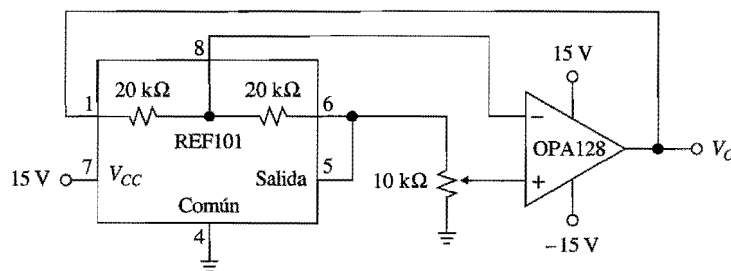 8
15 V
20 kΩ
20 kΩ
1
6
−
REF101
OPA128
V_O
7
5
15 V
V_CC
Salida
10 kΩ
+
Común
4
−15 V